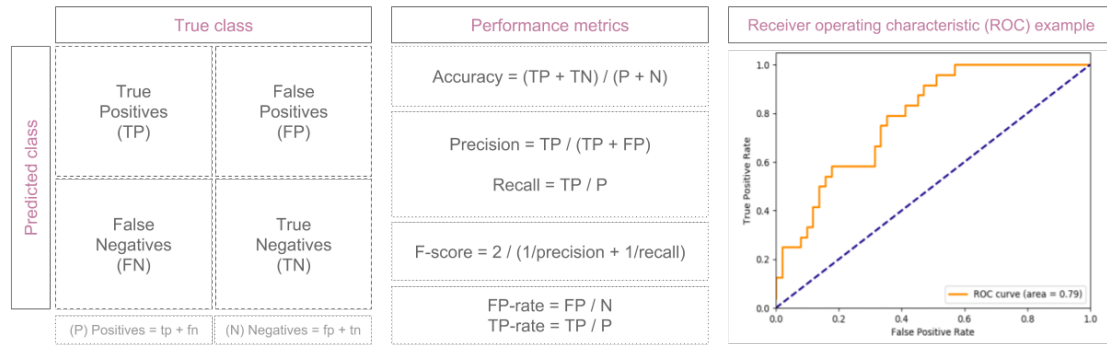 True class
Predicted class
True
Positives
(TP)
False
Positives
(FP)
False
Negatives
(FN)
True
Negatives
(TN)
(P) Positives = tp + fn
(N) Negatives = fp + tn
Performance metrics
Accuracy = (TP + TN) / (P + N)
Precision = TP / (TP + FP)
Recall = TP / P
F-score = 2 / (1/precision + 1/recall)
FP-rate = FP / N
TP-rate = TP / P
Receiver operating characteristic (ROC) example
True Positive Rate
1.0
0.8
0.6
0.4
0.2
0.0
ROC curve (area = 0.79)
0.0
0.2
0.4
0.6
0.8
1.0
False Positive Rate